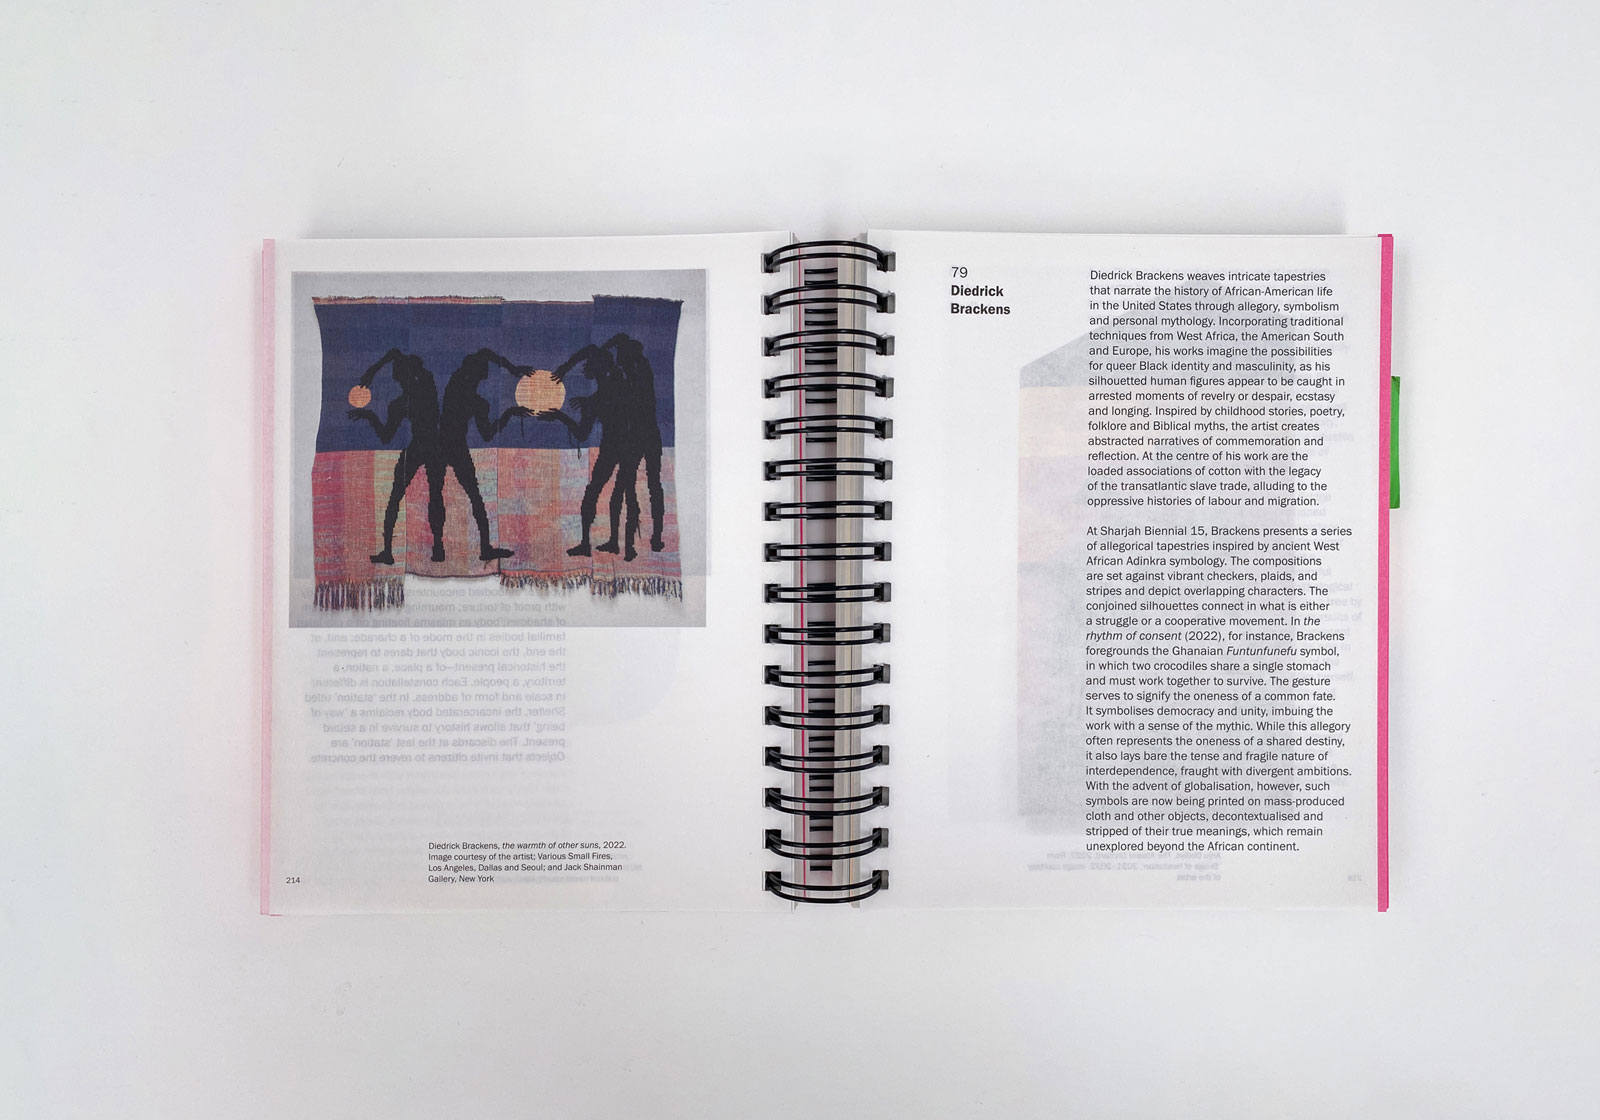 Diedrick Brackens, the warmth of other suns, 2022.
Image courtesy of the artist; Various Small Fires,
Los Angeles, Dallas and Seoul; and Jack Shainman
Gallery, New York
214
79
Diedrick
Brackens
Diedrick Brackens weaves intricate tapestries
that narrate the history of African-American life
in the United States through allegory, symbolism
and personal mythology. Incorporating traditional
techniques from West Africa, the American South
and Europe, his works imagine the possibilities
for queer Black identity and masculinity, as his
silhouetted human figures appear to be caught in
arrested moments of revelry or despair, ecstasy
and longing. Inspired by childhood stories, poetry,
folklore and Biblical myths, the artist creates
abstracted narratives of commemoration and
reflection. At the centre of his work are the
loaded associations of cotton with the legacy
of the transatlantic slave trade, alluding to the
oppressive histories of labour and migration.
At Sharjah Biennial 15, Brackens presents a series
of allegorical tapestries inspired by ancient West
African Adinkra symbology. The compositions
are set against vibrant checkers, plaids, and
stripes and depict overlapping characters. The
conjoined silhouettes connect in what is either
a struggle or a cooperative movement. In the
rhythm of consent (2022), for instance, Brackens
foregrounds the Ghanaian Funtunfunefu symbol,
in which two crocodiles share a single stomach
and must work together to survive. The gesture
serves to signify the oneness of a common fate.
It symbolises democracy and unity, imbuing the
work with a sense of the mythic. While this allegory
often represents the oneness of a shared destiny,
it also lays bare the tense and fragile nature of
interdependence, fraught with divergent ambitions.
With the advent of globalisation, however, such
symbols are now being printed on mass-produced
cloth and other objects, decontextualised and
stripped of their true meanings, which remain
unexplored beyond the African continent.